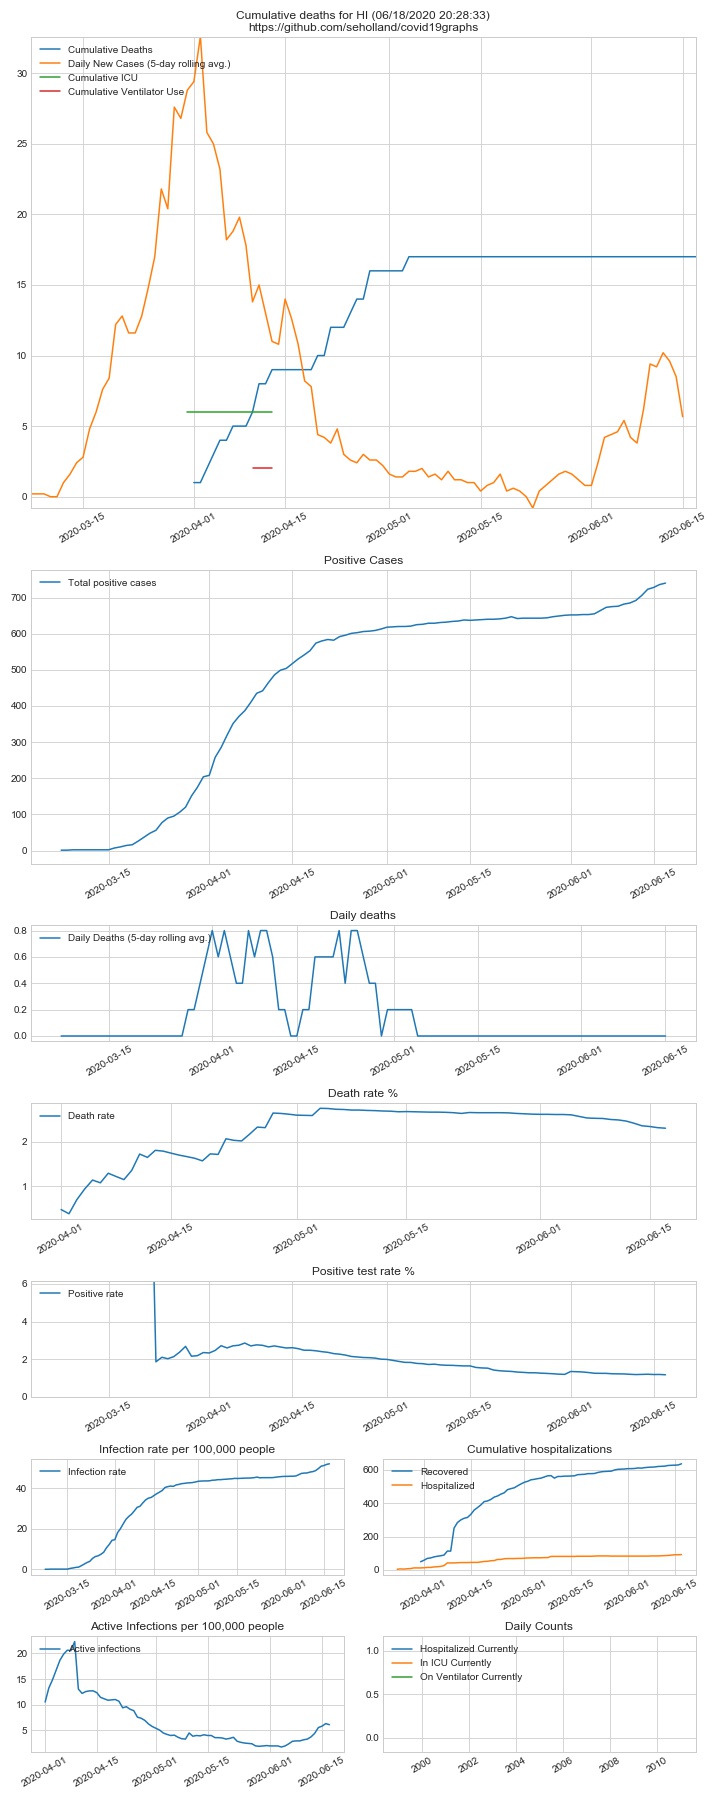 Cumulative deaths for HI (06/18/2020 20:28:33)
https://github.com/seholland/covid19graphs
Cumulative Deaths
Daily New Cases (5-day rolling avg.)
Cumulative ICU
Cumulative Ventilator Use
30
25
20
15
10
5
0
2020-03-15 2020-04-01 2020-04-15 2020-05-01 2020-05-15 2020-06-01 2020-06-15
Positive Cases
Total positive cases
700
600
500
400
300
200
100
0
2020-03-15 2020-04-01 2020-04-15 2020-05-01 2020-05-15 2020-06-01 2020-06-15
Daily deaths
Daily Deaths (5-day rolling avg.)
0.8
0.6
0.4
0.2
0.0
2020-03-15 2020-04-01 2020-04-15 2020-05-01 2020-05-15 2020-06-01 2020-06-15
Death rate %
Death rate
2
1
2020-04-01 2020-04-15 2020-05-01 2020-05-15 2020-06-01 2020-06-15
Positive test rate %
Positive rate
6
4
2
0
2020-03-15 2020-04-01 2020-04-15 2020-05-01 2020-05-15 2020-06-01 2020-06-15
Infection rate per 100,000 people
Infection rate
40
20
0
2020-03-15 2020-04-01 2020-04-15 2020-05-01 2020-05-15 2020-06-01 2020-06-15
Cumulative hospitalizations
Recovered
Hospitalized
600
400
200
0
2020-04-01 2020-04-15 2020-05-01 2020-05-15 2020-06-01 2020-06-15
Active Infections per 100,000 people
Active infections
20
15
10
5
2020-04-01 2020-04-15 2020-05-01 2020-05-15 2020-06-01 2020-06-15
Daily Counts
Hospitalized Currently
In ICU Currently
On Ventilator Currently
1.0
0.5
0.0
2000 2002 2004 2006 2008 2010